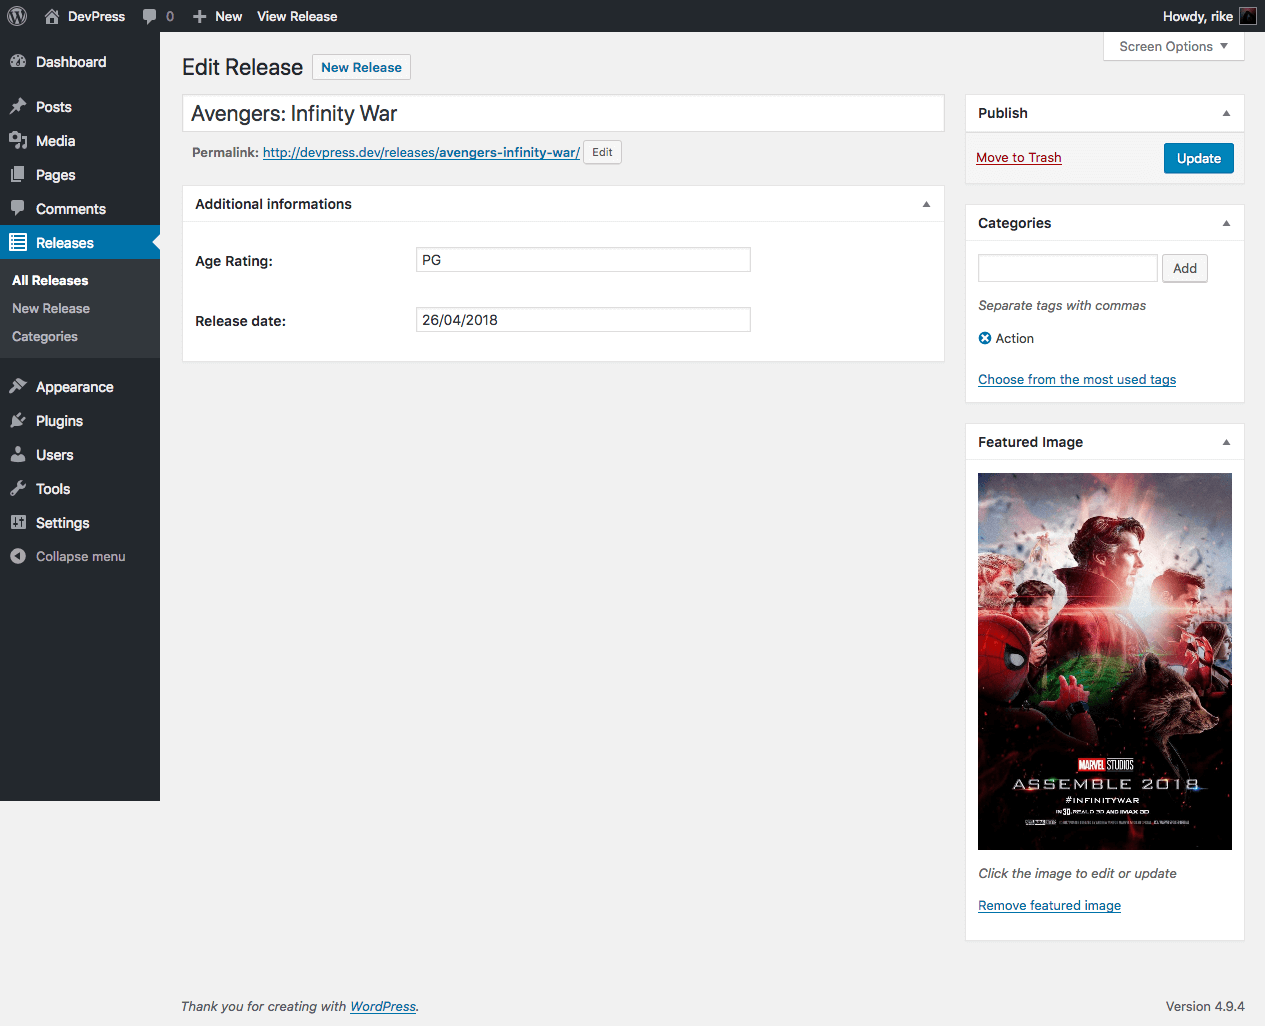 DevPress 0 New View Release Howdy, rike
Screen Options
Dashboard
Posts
Media
Pages
Comments
Releases
All Releases
New Release
Categories
Appearance
Plugins
Users
Tools
Settings
Collapse menu
Edit Release New Release
Avengers: Infinity War
Permalink: http://devpress.dev/releases/avengers-infinity-war/ Edit
Additional informations
Age Rating: PG
Release date: 26/04/2018
Publish
Move to Trash Update
Categories
Add
Separate tags with commas
Action
Choose from the most used tags
Featured Image
MARVEL STUDIOS
ASSEMBLE 2018
#INFINITYWAR
IN 3D, REALD 3D AND IMAX 3D
Click the image to edit or update
Remove featured image
Thank you for creating with WordPress. Version 4.9.4